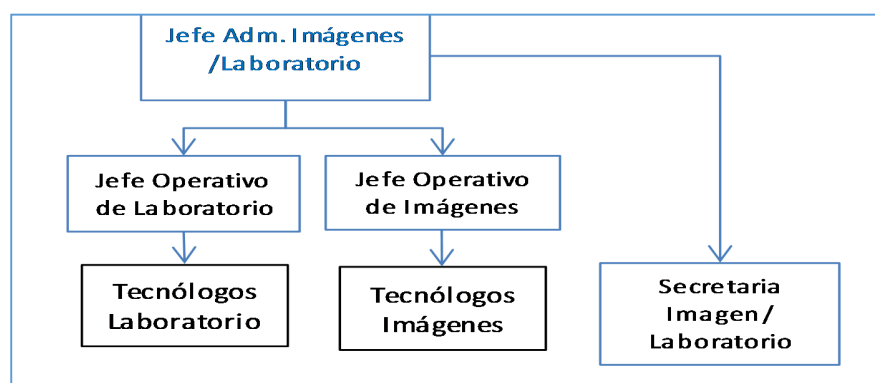 Jefe Adm. Imágenes
/Laboratorio
Jefe Operativo
de Laboratorio
Jefe Operativo
de Imágenes
Tecnólogos
Laboratorio
Tecnólogos
Imágenes
Secretaria
Imagen/
Laboratorio